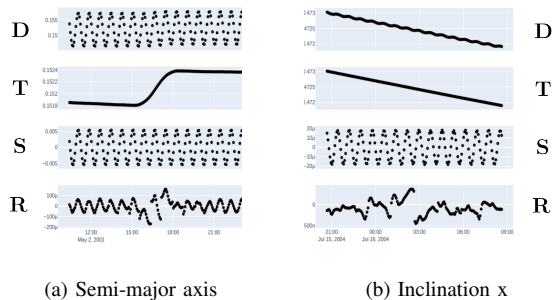 D
0.155
0.15
T
0.1524
0.1522
0.152
0.1518
S
0.005
0
−0.005
R
100μ
0
−100μ
−200μ
12:00 15:00 18:00 21:00
May 2, 2001
(a) Semi-major axis
1.473
4725
1.472
D
1.473
4725
1.472
T
20μ
10μ
0
−10μ
−20μ
S
0
500n
R
21:00 00:00 03:00 06:00 09:00
Jul 15, 2004 Jul 16, 2004
(b) Inclination x